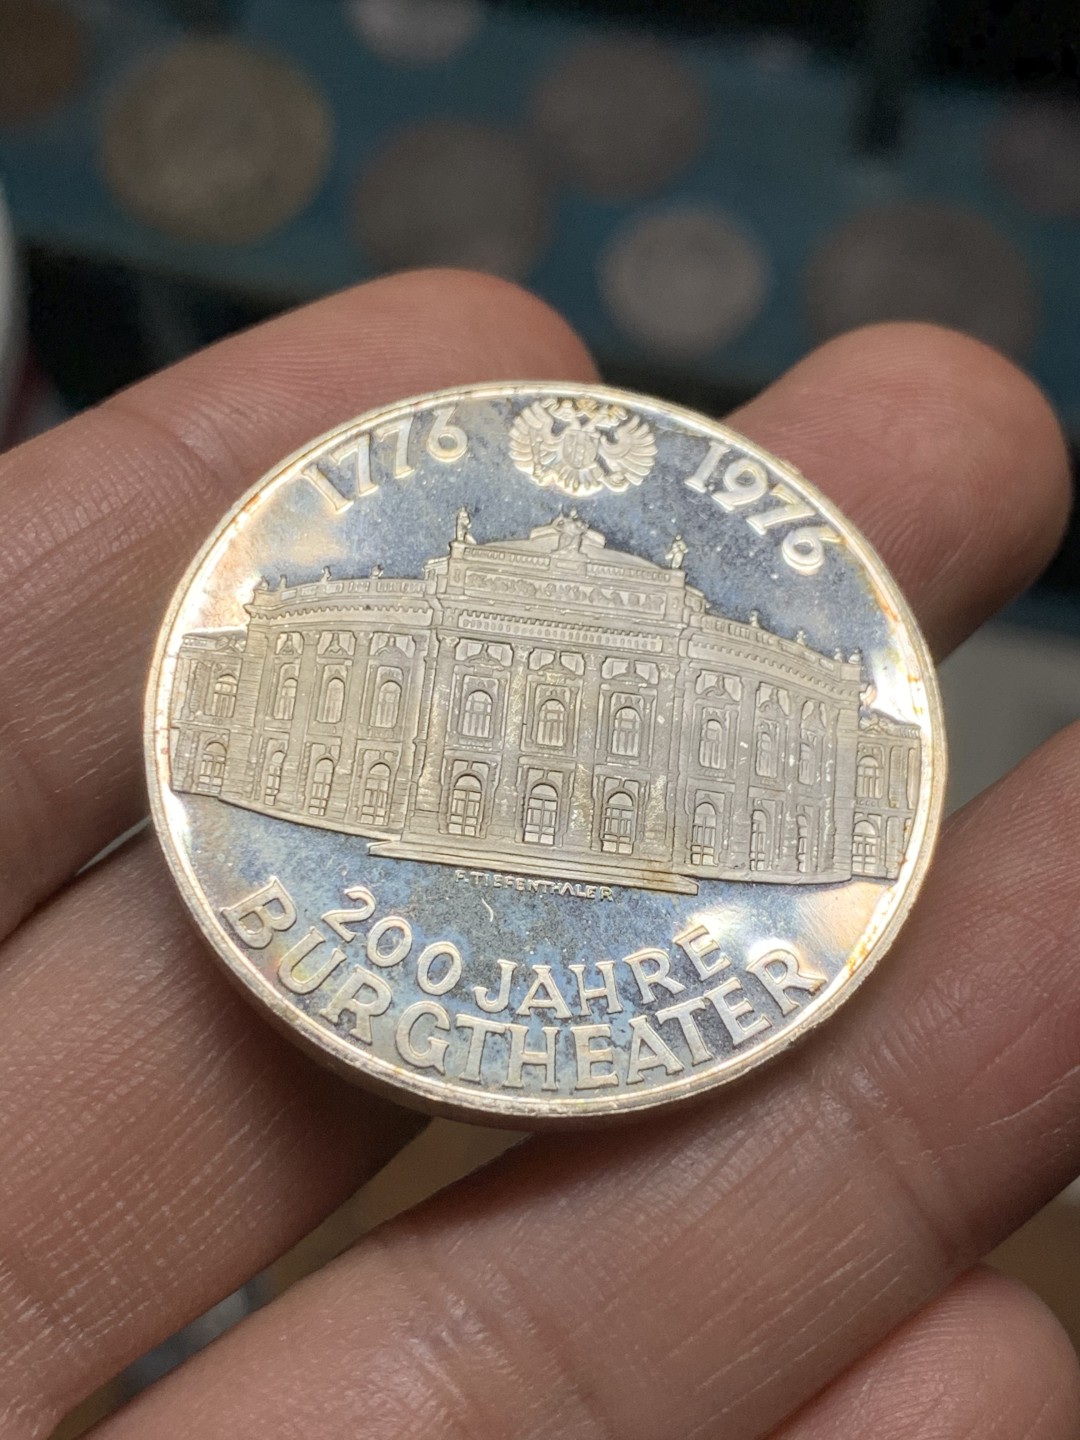 1776 1976
F.TIEFENTHALER
200 JAHRE
BURGTHEATER